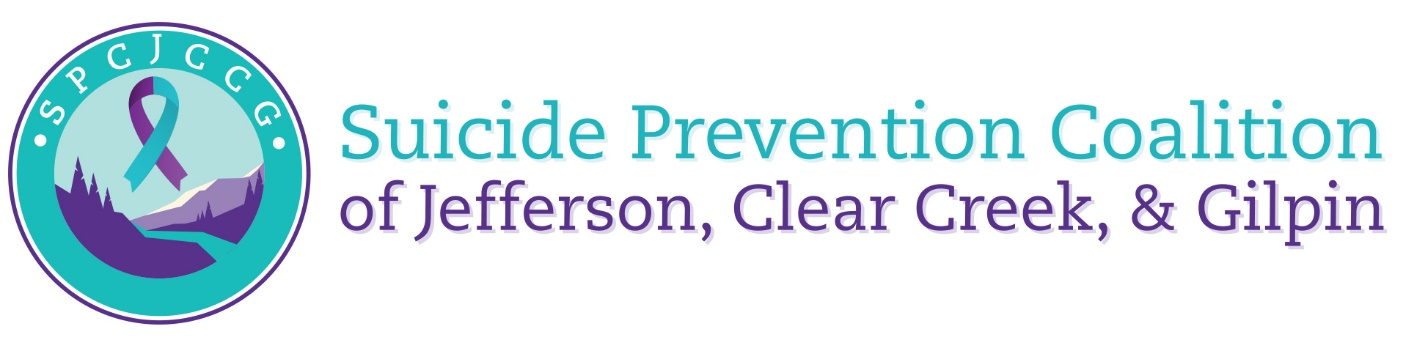 SPCJCCG
Suicide Prevention Coalition
of Jefferson, Clear Creek, & Gilpin